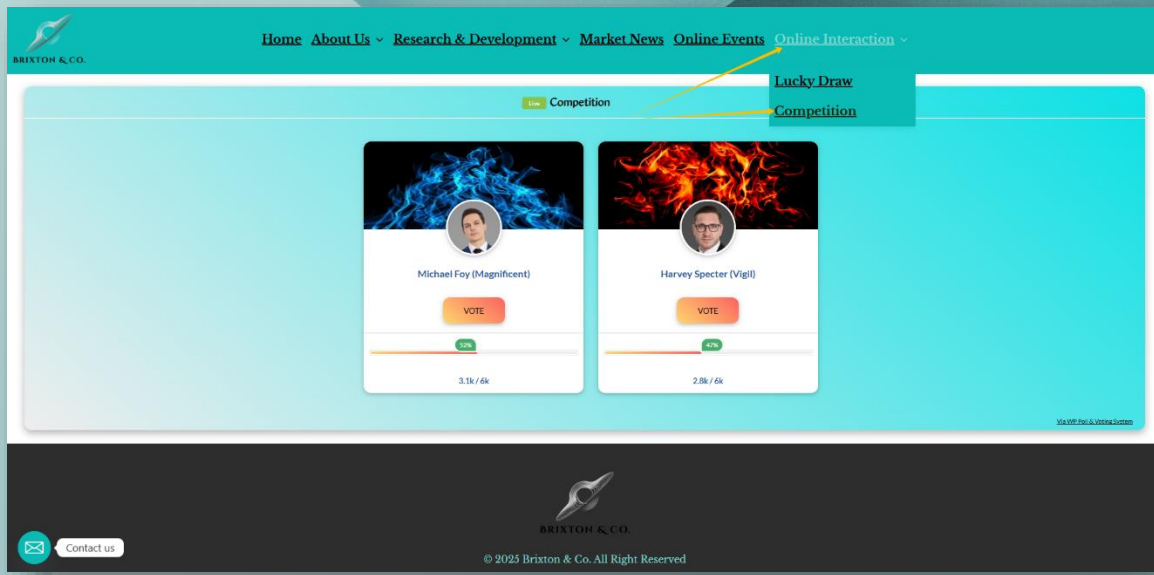 BRIXTON & CO.
Home About Us Research & Development Market News Online Events Online Interaction
Lucky Draw
Competition
Live Competition
Michael Foy (Magnificent)
VOTE
52%
3.1k / 6k
Harvey Specter (Vigil)
VOTE
47%
2.8k / 6k
Via WP Poll & Voting System
BRIXTON & CO.
Contact us
© 2025 Brixton & Co. All Right Reserved